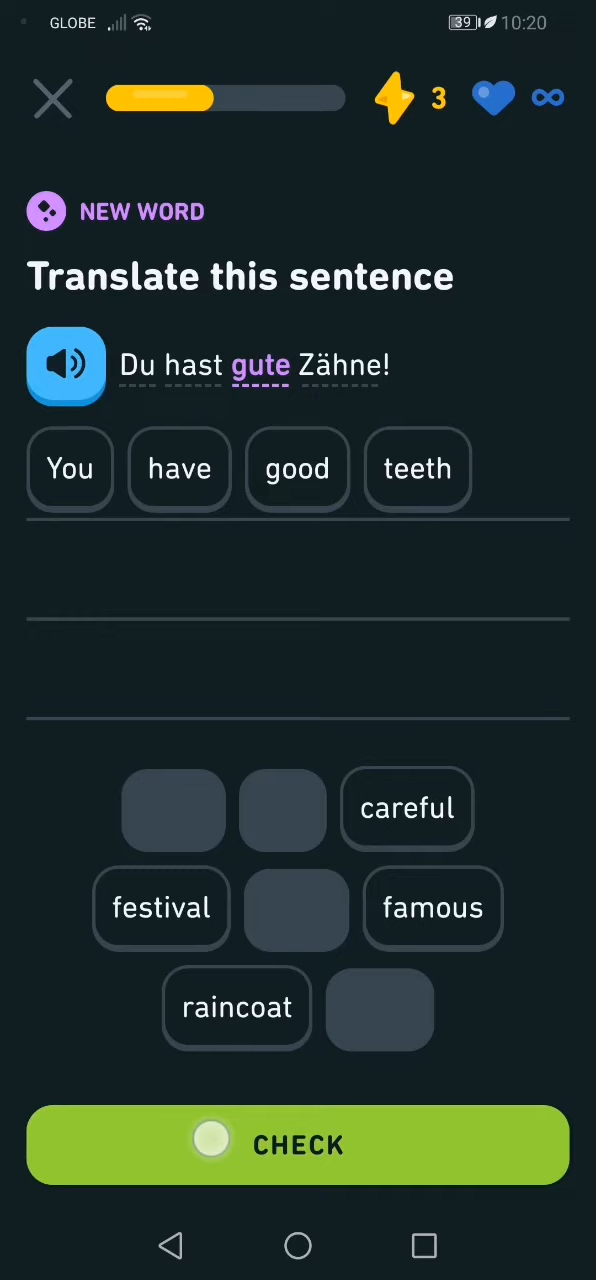 GLOBE 39 10:20
3 ∞
NEW WORD
Translate this sentence
Du hast gute Zähne!
You have good teeth
careful
festival famous
raincoat
CHECK